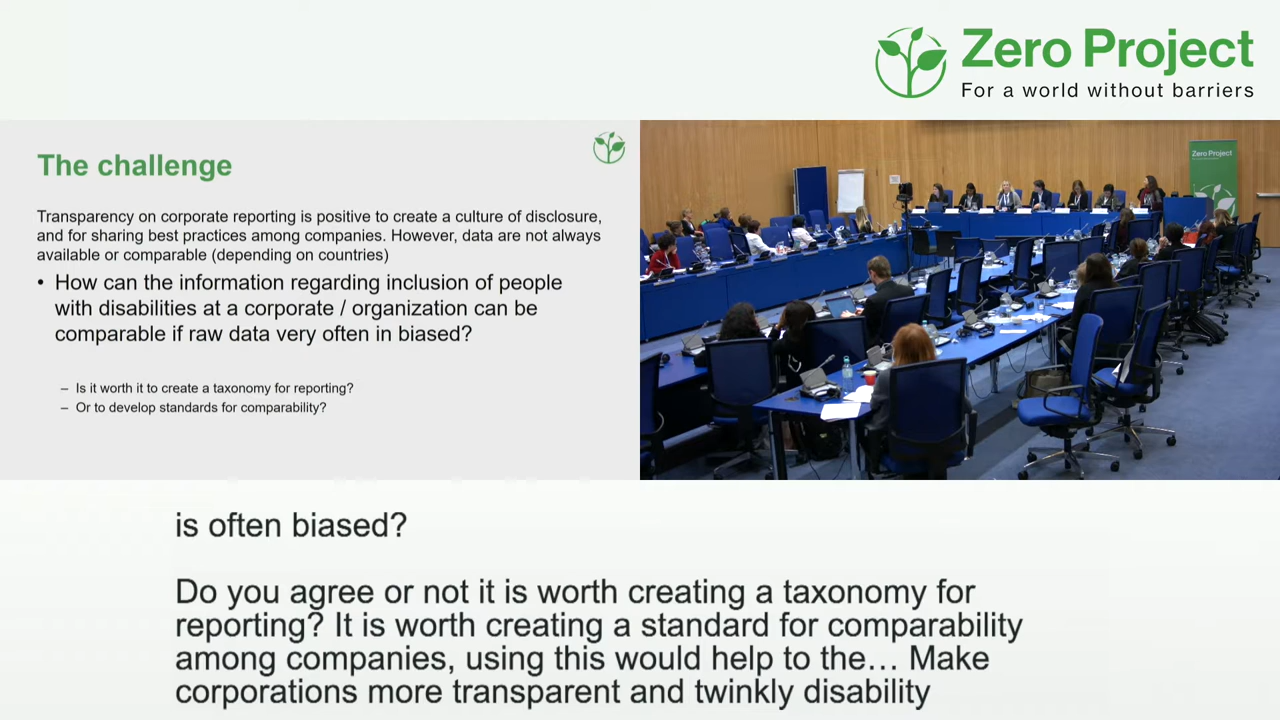 Zero Project
For a world without barriers
The challenge
Transparency on corporate reporting is positive to create a culture of disclosure,
and for sharing best practices among companies. However, data are not always
available or comparable (depending on countries)
• How can the information regarding inclusion of people
with disabilities at a corporate / organization can be
comparable if raw data very often in biased?
– Is it worth it to create a taxonomy for reporting?
– Or to develop standards for comparability?
Zero Project
is often biased?
Do you agree or not it is worth creating a taxonomy for
reporting? It is worth creating a standard for comparability
among companies, using this would help to the… Make
corporations more transparent and twinkly disability